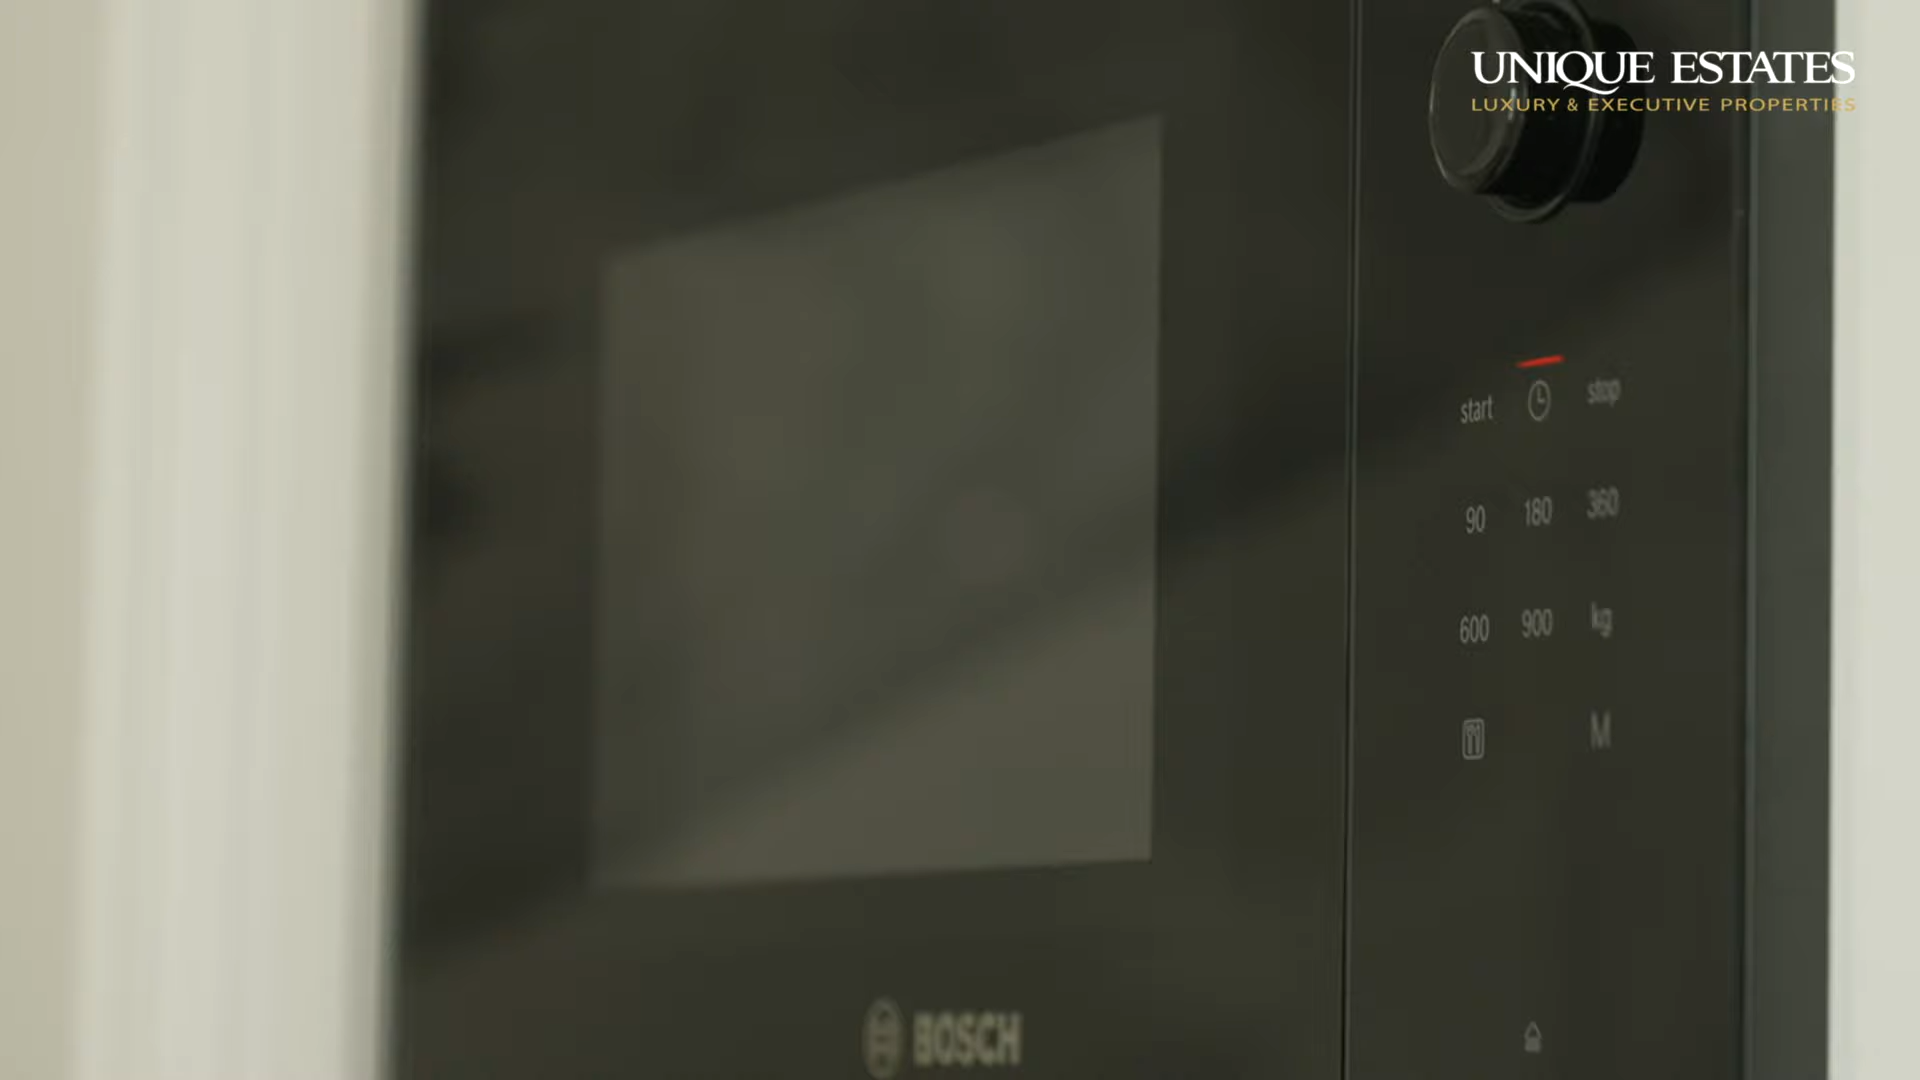 UNIQUE ESTATES
LUXURY & EXECUTIVE PROPERTIES
start stop
90 180 360
600 900 kg
M
BOSCH